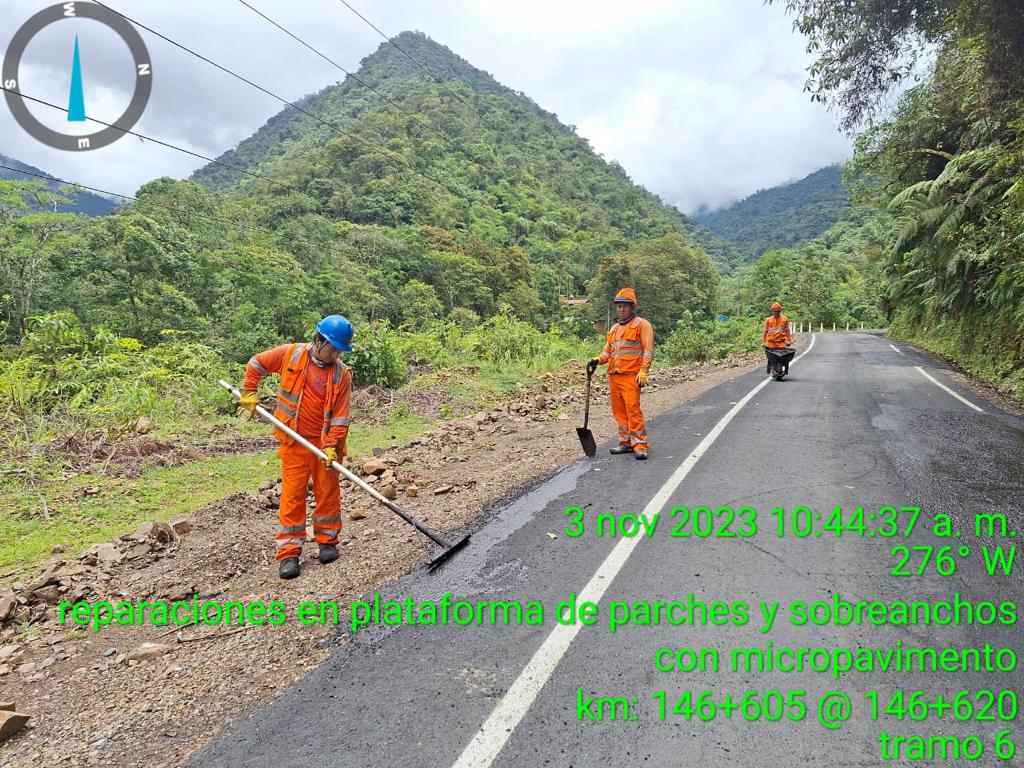 W
N
S
E
3 nov 2023 10:44:37 a. m.
276° W
reparaciones en plataforma de parches y sobreanchos
con micropavimento
km: 146+605 @ 146+620
tramo 6